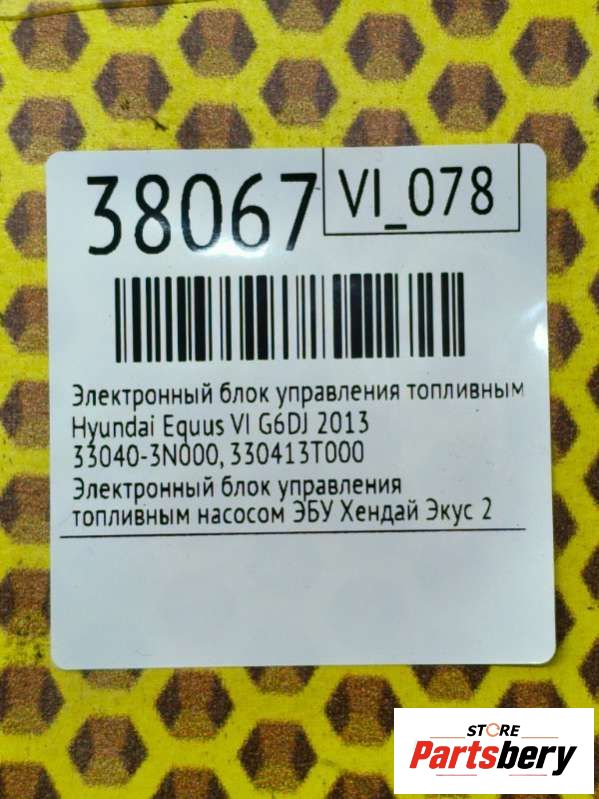 38067
VI_078
Электронный блок управления топливным
Hyundai Equus VI G6DJ 2013
33040-3N000, 330413T000
Электронный блок управления
топливным насосом ЭБУ Хендай Экус 2
STORE
Partsbery